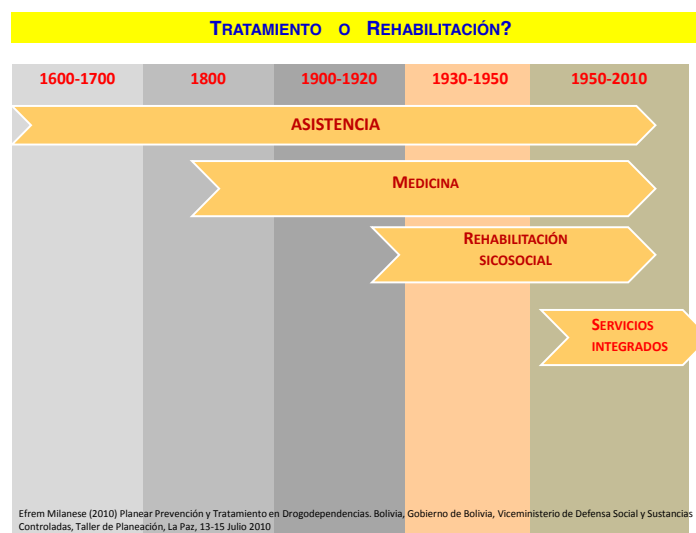 TRATAMIENTO O REHABILITACIÓN?
1600-1700 1800 1900-1920 1930-1950 1950-2010
ASISTENCIA
MEDICINA
REHABILITACIÓN
SICOSOCIAL
SERVICIOS
INTEGRADOS
Efrem Milanese (2010) Planear Prevención y Tratamiento en Drogodependencias. Bolivia, Gobierno de Bolivia, Viceministerio de Defensa Social y Sustancias
Controladas, Taller de Planeación, La Paz, 13-15 Julio 2010